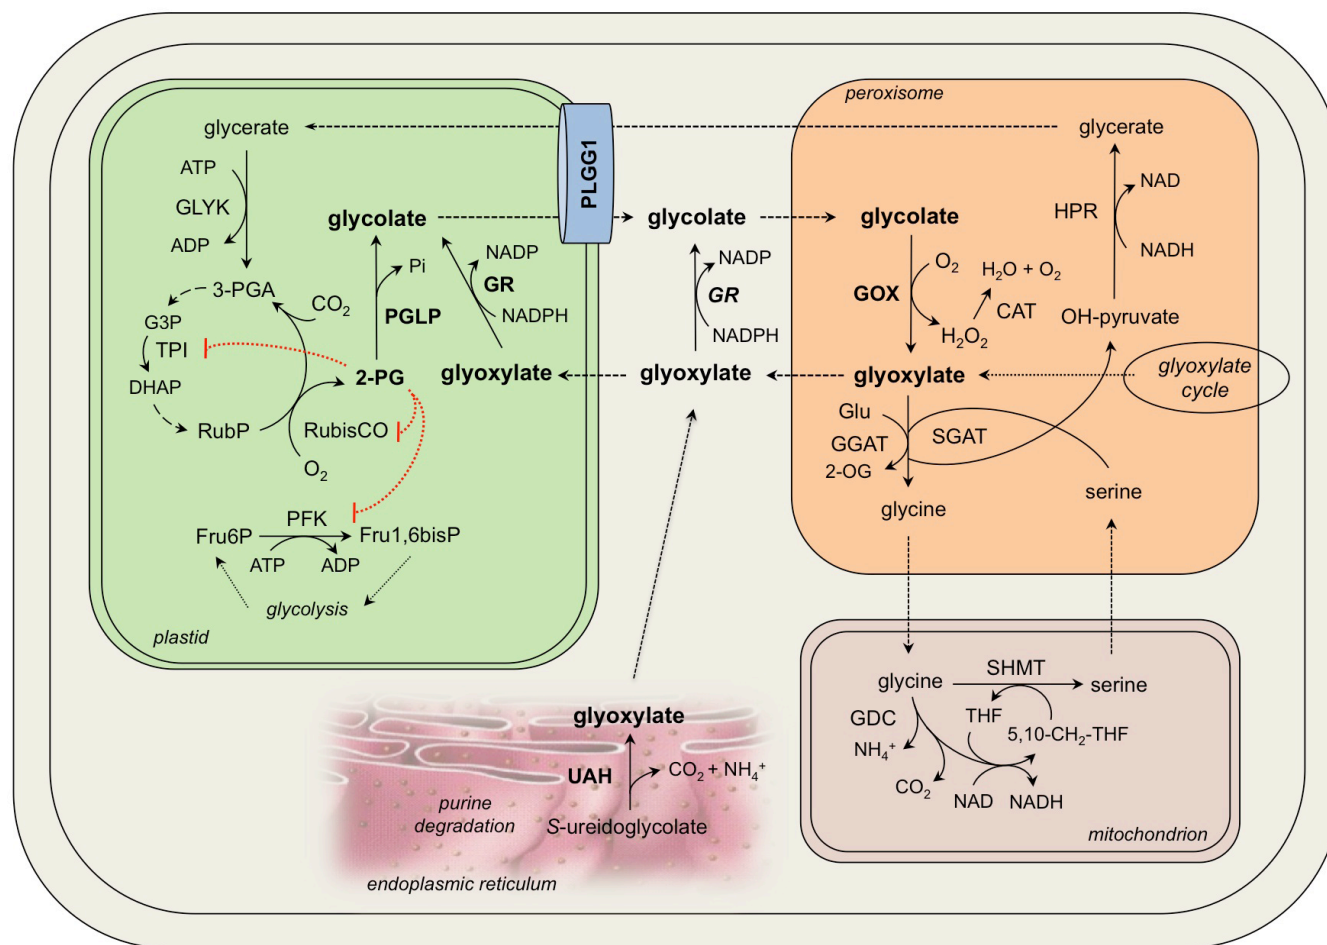 peroxisome
glycerate
glycerate
ATP
GLYK
ADP
PLGG1
NAD
HPR
NADH
glycolate
glycolate
glycolate
Pi
PGLP
NADP
GR
NADPH
NADP
GR
NADPH
O₂
GOX
H₂O₂
H₂O + O₂
CAT
3-PGA
CO₂
G3P
TPI
DHAP
OH-pyruvate
2-PG
glyoxylate
glyoxylate
glyoxylate
glyoxylate
cycle
RubP
RubisCO
O₂
Glu
GGAT
2-OG
SGAT
glycine
serine
PFK
Fru6P
Fru1,6bisP
ATP
ADP
glycolysis
plastid
glycine
SHMT
serine
GDC
THF
5,10-CH₂-THF
NH₄⁺
CO₂
NAD
NADH
mitochondrion
glyoxylate
UAH
CO₂ + NH₄⁺
purine
degradation
S-ureidoglycolate
endoplasmic reticulum